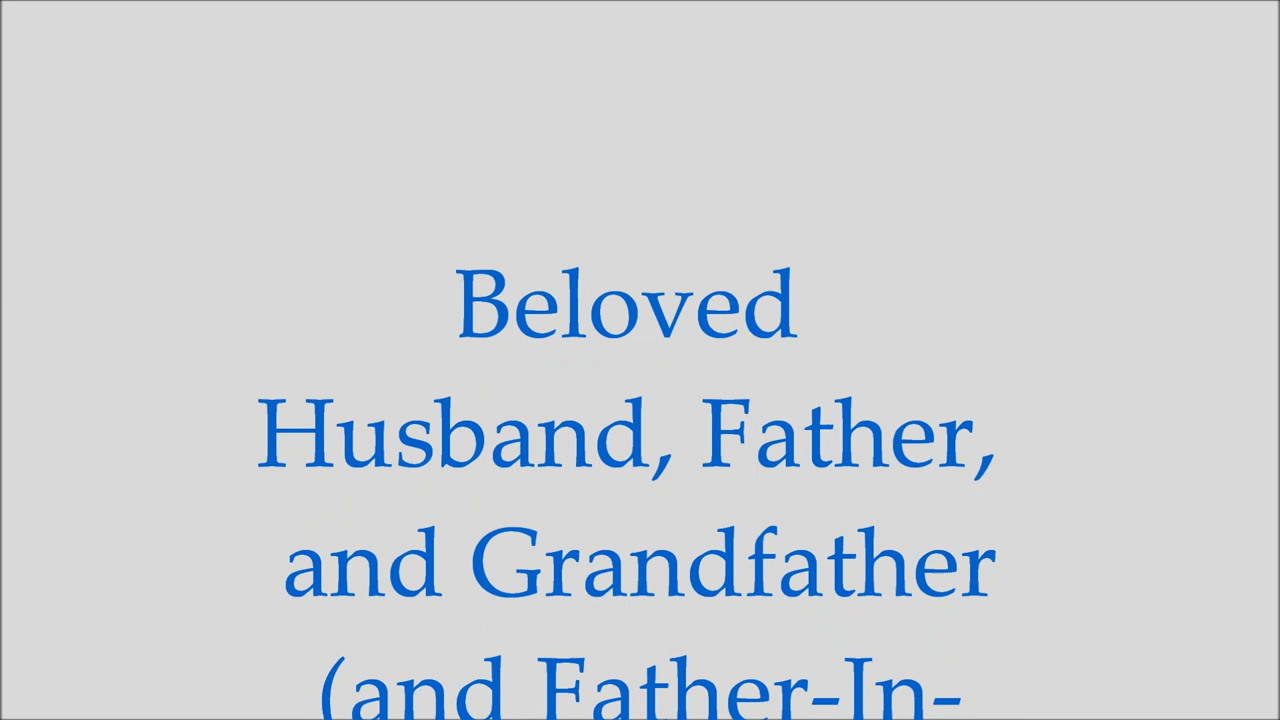 Beloved
Husband, Father,
and Grandfather
(and Father-In-